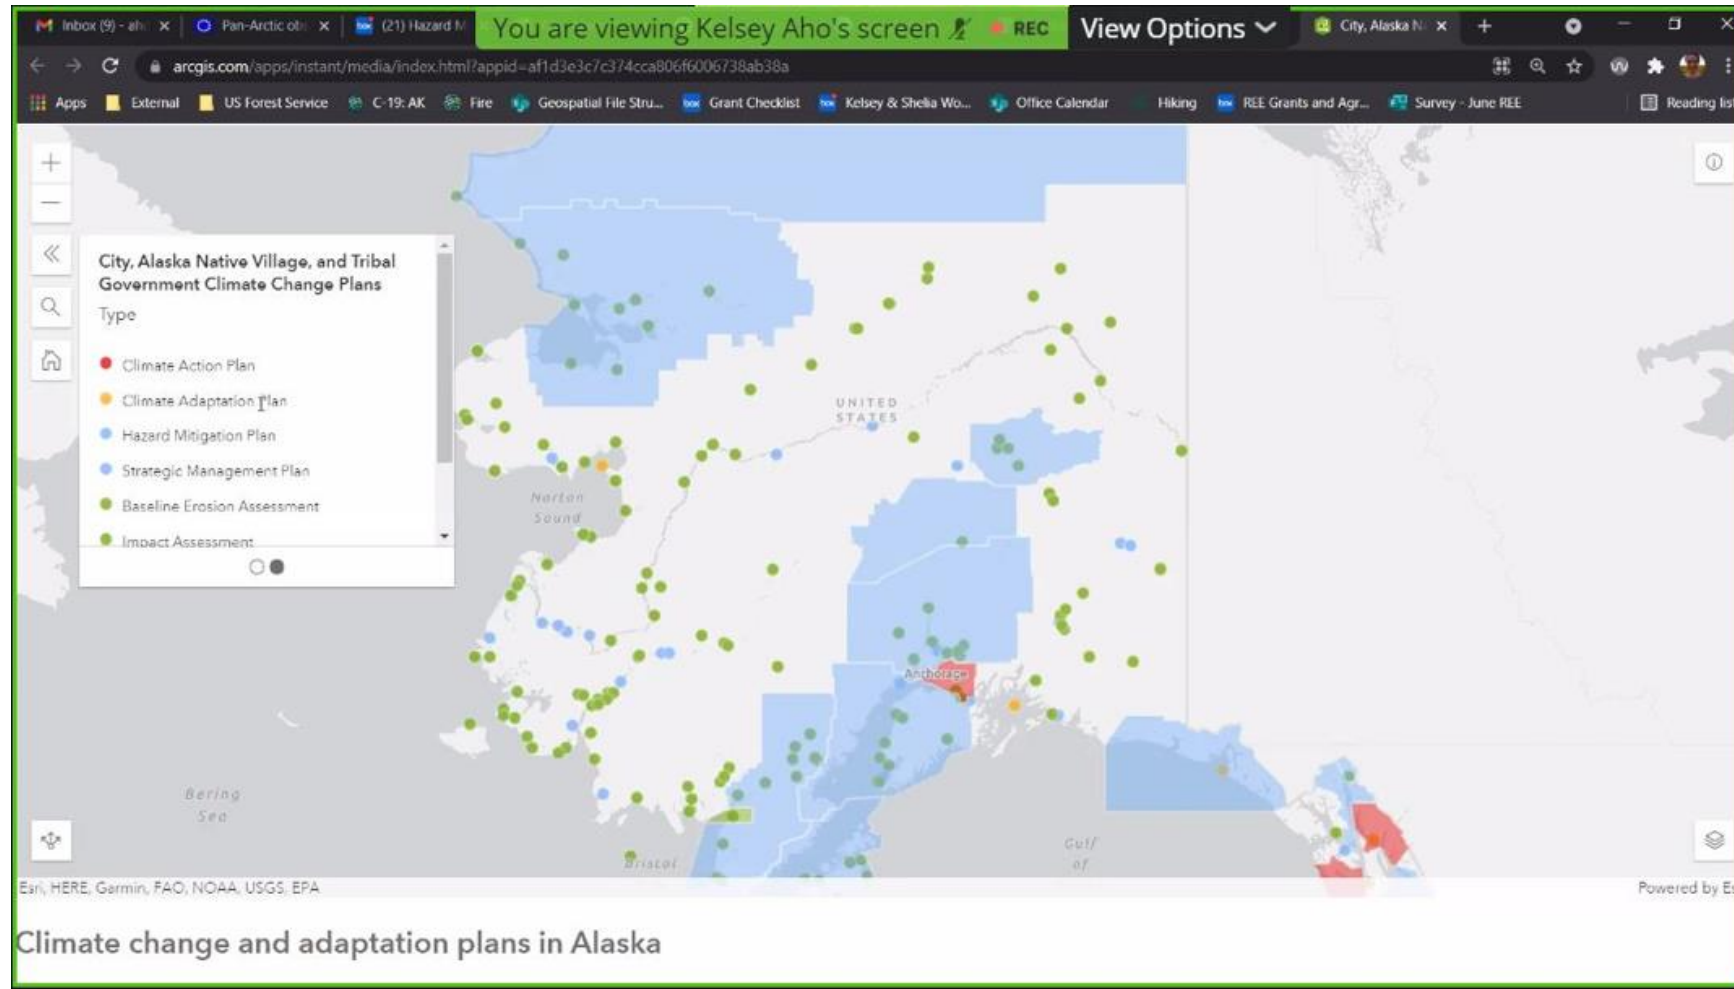 Inbox (9) - ah
Pan-Arctic ob
(21) Hazard M
You are viewing Kelsey Aho's screen
REC
View Options
City, Alaska N
arcgis.com/apps/instant/media/index.html?appid=af1d3e3c7c374cca806f6006738ab38a
Apps
External
US Forest Service
C-19: AK
Fire
Geospatial File Stru...
Grant Checklist
Kelsey & Shelia Wo...
Office Calendar
Hiking
REE Grants and Agr...
Survey - June REE
Reading list
City, Alaska Native Village, and Tribal
Government Climate Change Plans
Type
Climate Action Plan
Climate Adaptation Plan
Hazard Mitigation Plan
Strategic Management Plan
Baseline Erosion Assessment
Impact Assessment
UNITED
STATES
Norton
Sound
Anchorage
Bering
Sea
Bristol
Gulf
of
Esri, HERE, Garmin, FAO, NOAA, USGS, EPA
Powered by Es
Climate change and adaptation plans in Alaska